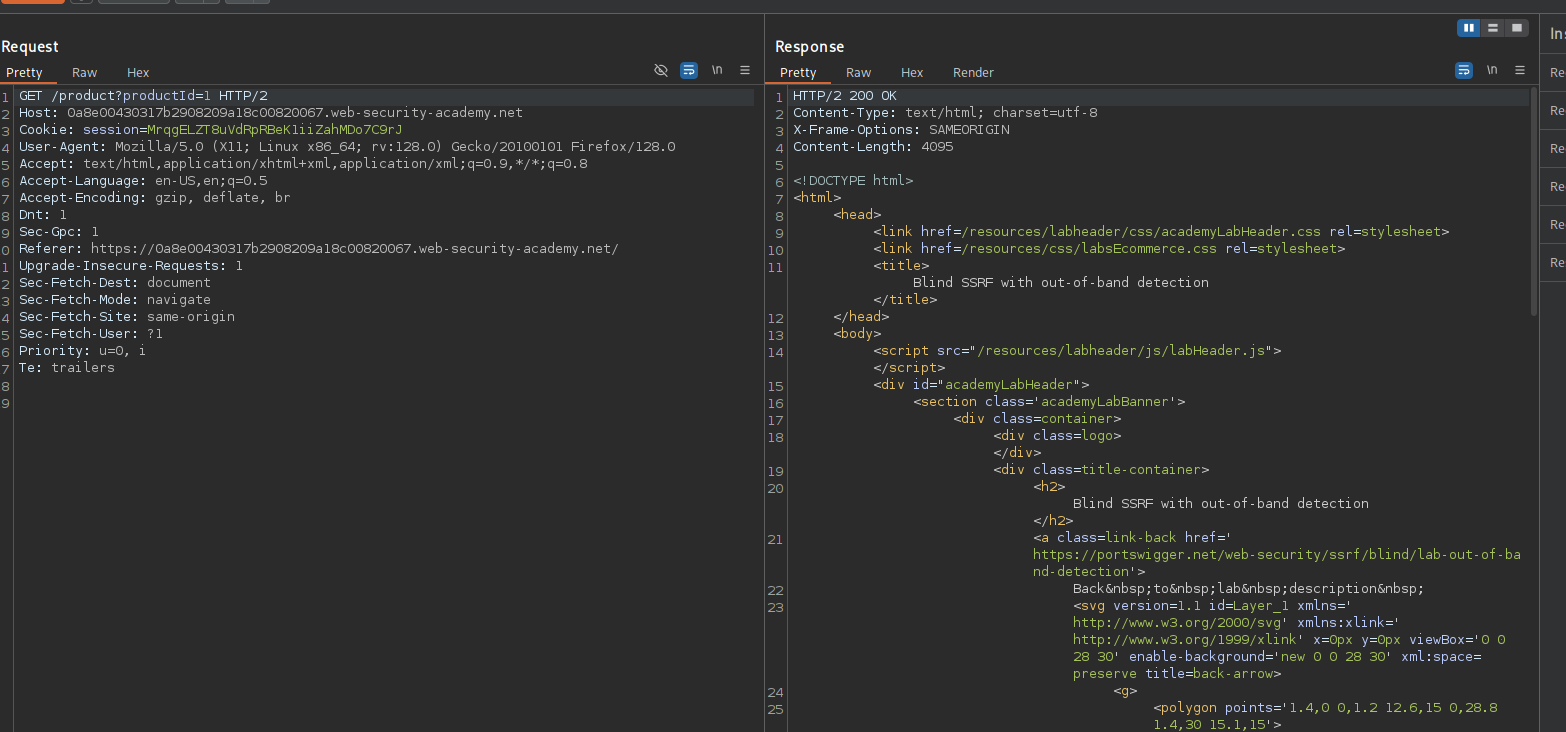 Request
Pretty Raw Hex
\n
1 GET /product?productId=1 HTTP/2
2 Host: 0a8e00430317b2908209a18c00820067.web-security-academy.net
3 Cookie: session=MrqgELZT8uVdRpRBeK1iiZahMDo7C9rJ
4 User-Agent: Mozilla/5.0 (X11; Linux x86_64; rv:128.0) Gecko/20100101 Firefox/128.0
5 Accept: text/html,application/xhtml+xml,application/xml;q=0.9,*/*;q=0.8
6 Accept-Language: en-US,en;q=0.5
7 Accept-Encoding: gzip, deflate, br
8 Dnt: 1
9 Sec-Gpc: 1
0 Referer: https://0a8e00430317b2908209a18c00820067.web-security-academy.net/
1 Upgrade-Insecure-Requests: 1
2 Sec-Fetch-Dest: document
3 Sec-Fetch-Mode: navigate
4 Sec-Fetch-Site: same-origin
5 Sec-Fetch-User: ?1
6 Priority: u=0, i
7 Te: trailers
8
9
Response
Pretty Raw Hex Render
\n
1 HTTP/2 200 OK
2 Content-Type: text/html; charset=utf-8
3 X-Frame-Options: SAMEORIGIN
4 Content-Length: 4095
5
6 <!DOCTYPE html>
7 <html>
8 <head>
9 <link href=/resources/labheader/css/academyLabHeader.css rel=stylesheet>
10 <link href=/resources/css/labsEcommerce.css rel=stylesheet>
11 <title>
Blind SSRF with out-of-band detection
</title>
12 </head>
13 <body>
14 <script src="/resources/labheader/js/labHeader.js">
</script>
15 <div id="academyLabHeader">
16 <section class='academyLabBanner'>
17 <div class=container>
18 <div class=logo>
</div>
19 <div class=title-container>
20 <h2>
Blind SSRF with out-of-band detection
</h2>
21 <a class=link-back href='
https://portswigger.net/web-security/ssrf/blind/lab-out-of-ba
nd-detection'>
22 Back&nbsp;to&nbsp;lab&nbsp;description&nbsp;
23 <svg version=1.1 id=Layer_1 xmlns='
http://www.w3.org/2000/svg' xmlns:xlink='
http://www.w3.org/1999/xlink' x=0px y=0px viewBox='0 0
28 30' enable-background='new 0 0 28 30' xml:space=
preserve title=back-arrow>
24 <g>
25 <polygon points='1.4,0 0,1.2 12.6,15 0,28.8
1.4,30 15.1,15'>
Ins
Re
Re
Re
Re
Re
Re